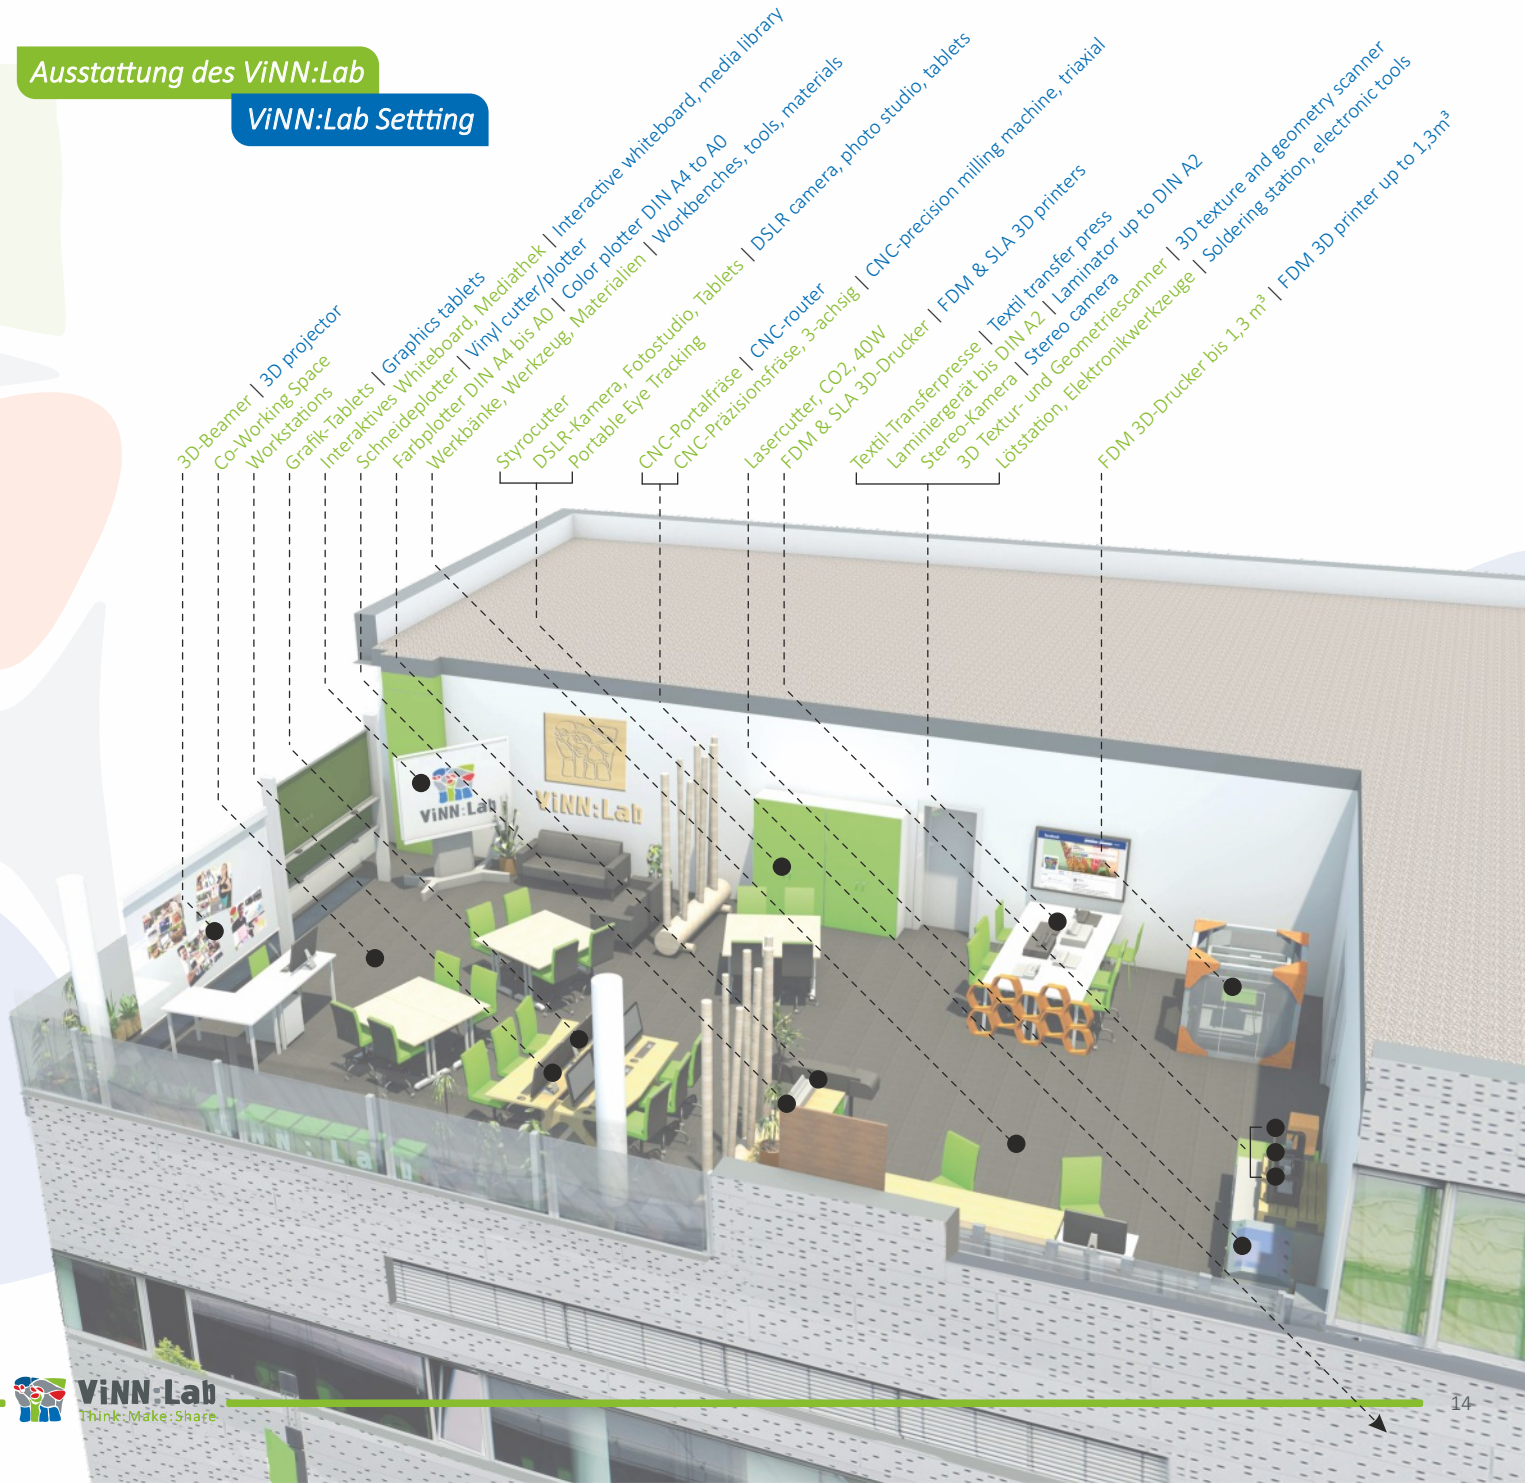 Ausstattung des ViNN:Lab
ViNN:Lab Settting
3D-Beamer | 3D projector
Co-Working Space
Workstations
Grafik-Tablets | Graphics tablets
Interaktives Whiteboard, Mediathek | Interactive whiteboard, media library
Schneideplotter | Vinyl cutter/plotter
Farbplotter DIN A4 bis A0 | Color plotter DIN A4 to A0
Werkbänke, Werkzeug, Materialien | Workbenches, tools, materials
Styrocutter
DSLR-Kamera, Fotostudio, Tablets | DSLR camera, photo studio, tablets
Portable Eye Tracking
CNC-Portalfräse | CNC-router
CNC-Präzisionsfräse, 3-achsig | CNC-precision milling machine, triaxial
Lasercutter, CO2, 40W
FDM & SLA 3D-Drucker | FDM & SLA 3D printers
Textil-Transferpresse | Textil transfer press
Laminiergerät bis DIN A2 | Laminator up to DIN A2
Stereo-Kamera | Stereo camera
3D Textur- und Geometriescanner | 3D texture and geometry scanner
Lötstation, Elektronikwerkzeuge | Soldering station, electronic tools
FDM 3D-Drucker bis 1,3 m³ | FDM 3D printer up to 1,3m³
ViNN:Lab
ViNN:Lab
ViNN:Lab
ViNN:Lab
Think:Make:Share
14